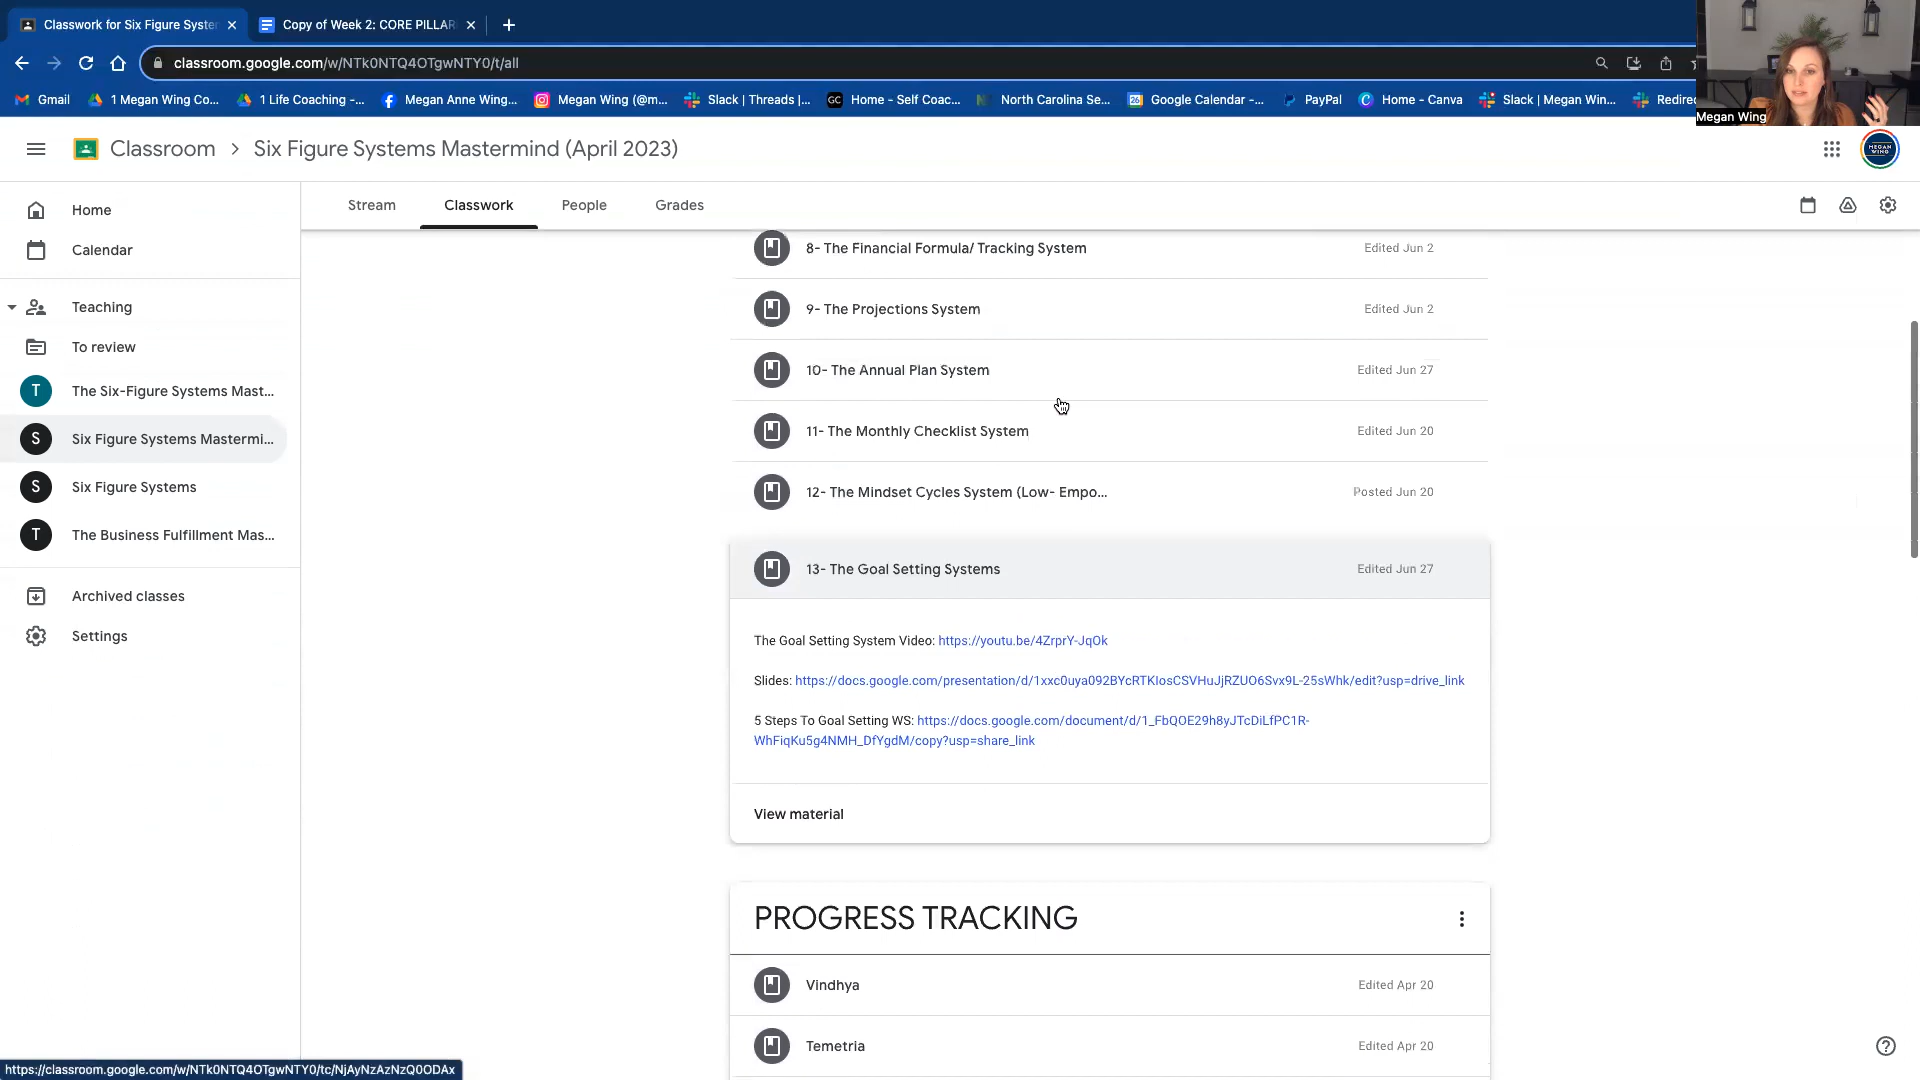 Classwork for Six Figure Syste
Copy of Week 2: CORE PILLAR
classroom.google.com/w/NTk0NTQ4OTgwNTY0/t/all
Gmail
1 Megan Wing Co...
1 Life Coaching -...
Megan Anne Wing...
Megan Wing (@m...
Slack | Threads |...
Home - Self Coac...
North Carolina Se...
Google Calendar -...
PayPal
Home - Canva
Slack | Megan Win...
Redirec
Megan Wing
Classroom > Six Figure Systems Mastermind (April 2023)
MEGAN WING
Stream
Classwork
People
Grades
Home
Calendar
Teaching
To review
T The Six-Figure Systems Mast...
S Six Figure Systems Mastermi...
S Six Figure Systems
T The Business Fulfillment Mas...
Archived classes
Settings
8- The Financial Formula/ Tracking System Edited Jun 2
9- The Projections System Edited Jun 2
10- The Annual Plan System Edited Jun 27
11- The Monthly Checklist System Edited Jun 20
12- The Mindset Cycles System (Low- Empo... Posted Jun 20
13- The Goal Setting Systems Edited Jun 27
The Goal Setting System Video: https://youtu.be/4ZrprY-JqOk
Slides: https://docs.google.com/presentation/d/1xxc0uya092BYcRTKIosCSVHuJjRZUO6Svx9L-25sWhk/edit?usp=drive_link
5 Steps To Goal Setting WS: https://docs.google.com/document/d/1_FbQOE29h8yJTcDiLfPC1R-
WhFiqKu5g4NMH_DfYgdM/copy?usp=share_link
View material
PROGRESS TRACKING
Vindhya Edited Apr 20
Temetria Edited Apr 20
https://classroom.google.com/w/NTk0NTQ4OTgwNTY0/tc/NjAyNzAzNzQ0ODAx